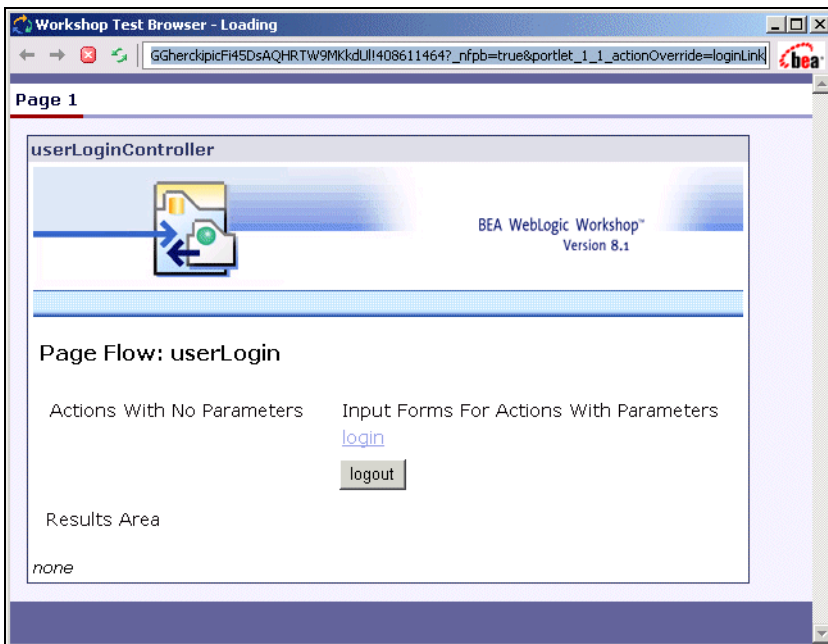 Workshop Test Browser - Loading
GGherckipicFi45DsAQHRTW9MKkdUl!408611464?_nfpb=true&portlet_1_1_actionOverride=loginLink
bea
Page 1
userLoginController
BEA WebLogic Workshop™
Version 8.1
Page Flow: userLogin
Actions With No Parameters
Input Forms For Actions With Parameters
login
logout
Results Area
none